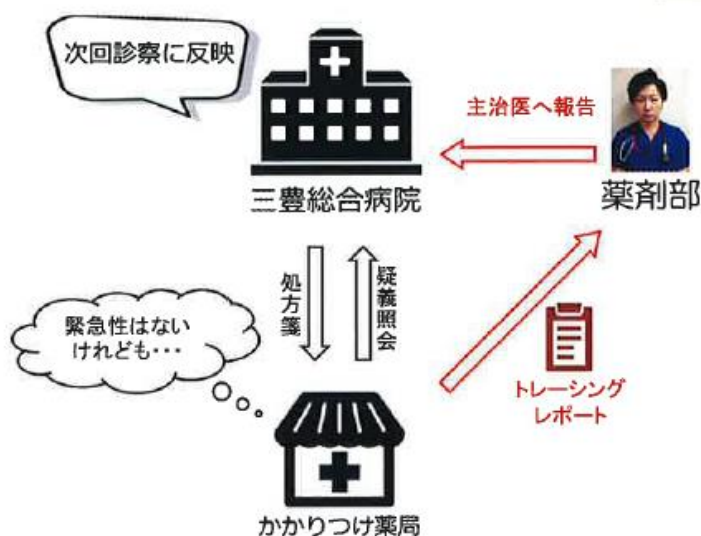 次回診察に反映
三豊総合病院
主治医へ報告
薬剤部
処方箋
疑義照会
緊急性はない
けれども・・・
トレーシング
レポート
かかりつけ薬局